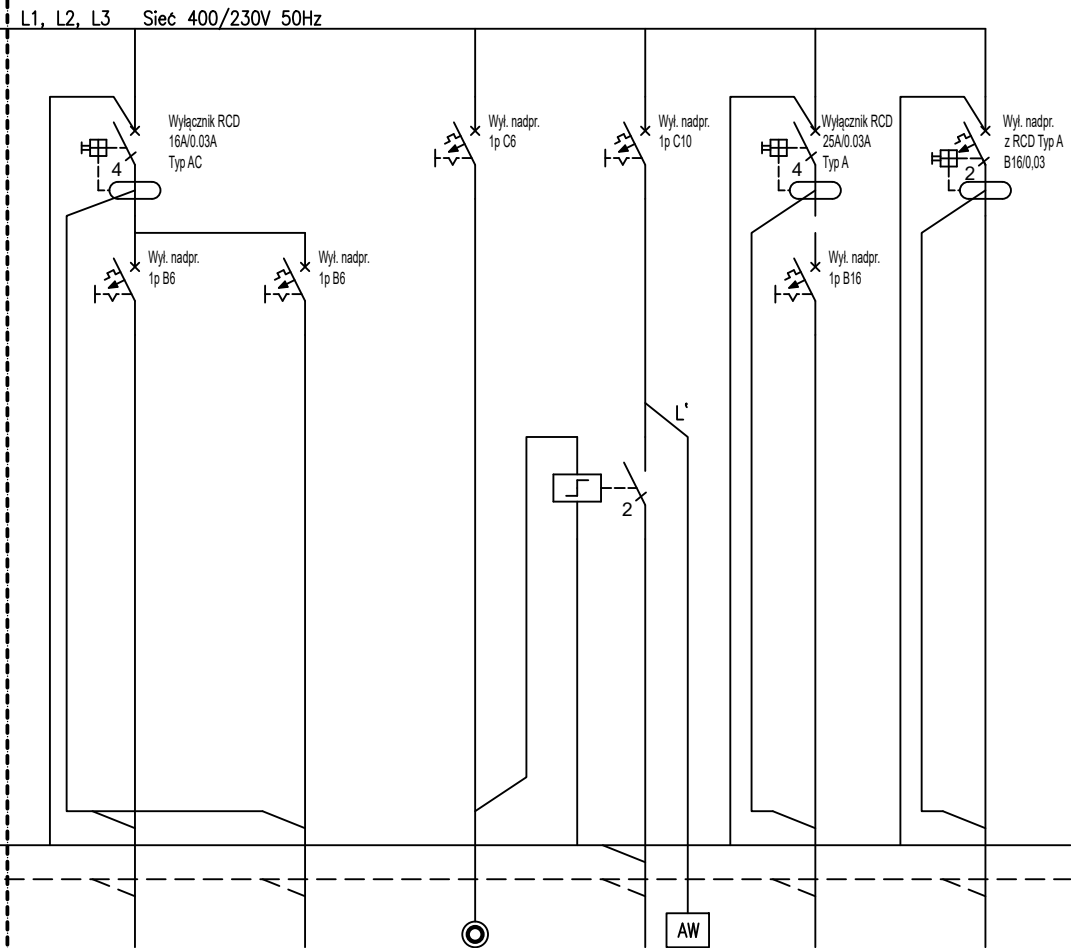 L1, L2, L3 Sieć 400/230V 50Hz
Wyłącznik RCD
16A/0.03A
Typ AC
4
Wył. nadpr.
1p C6
Wył. nadpr.
1p C10
Wyłącznik RCD
25A/0.03A
Typ A
4
Wył. nadpr.
z RCD Typ A
B16/0,03
2
Wył. nadpr.
1p B6
Wył. nadpr.
1p B6
Wył. nadpr.
1p B16
L'
2
AW